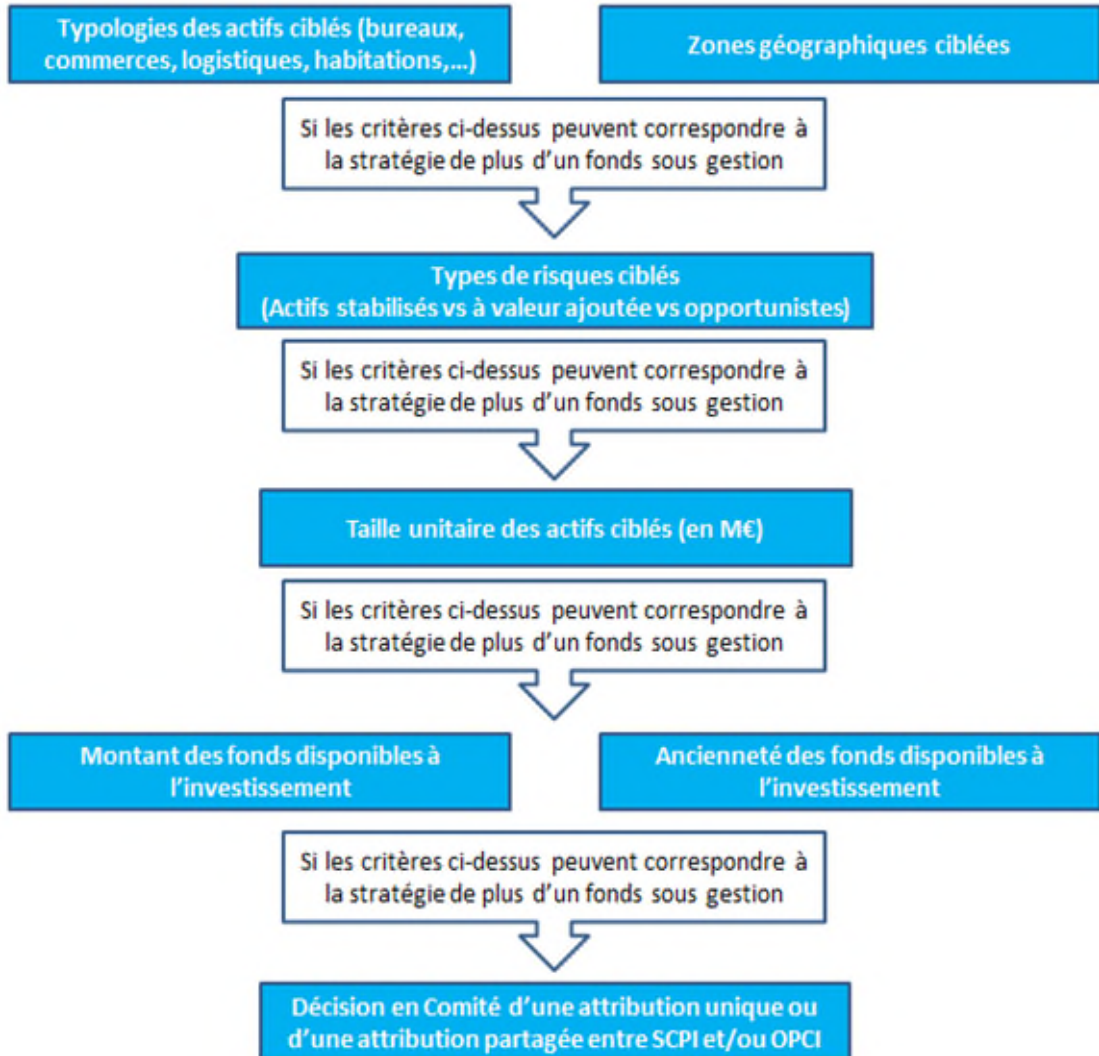 Typologies des actifs ciblés (bureaux,
commerces, logistiques, habitations,…)
Zones géographiques ciblées
Si les critères ci-dessus peuvent correspondre à
la stratégie de plus d'un fonds sous gestion
Types de risques ciblés
(Actifs stabilisés vs à valeur ajoutée vs opportunistes)
Si les critères ci-dessus peuvent correspondre à
la stratégie de plus d'un fonds sous gestion
Taille unitaire des actifs ciblés (en M€)
Si les critères ci-dessus peuvent correspondre à
la stratégie de plus d'un fonds sous gestion
Montant des fonds disponibles à
l'investissement
Ancienneté des fonds disponibles à
l'investissement
Si les critères ci-dessus peuvent correspondre à
la stratégie de plus d'un fonds sous gestion
Décision en Comité d'une attribution unique ou
d'une attribution partagée entre SCPI et/ou OPCI